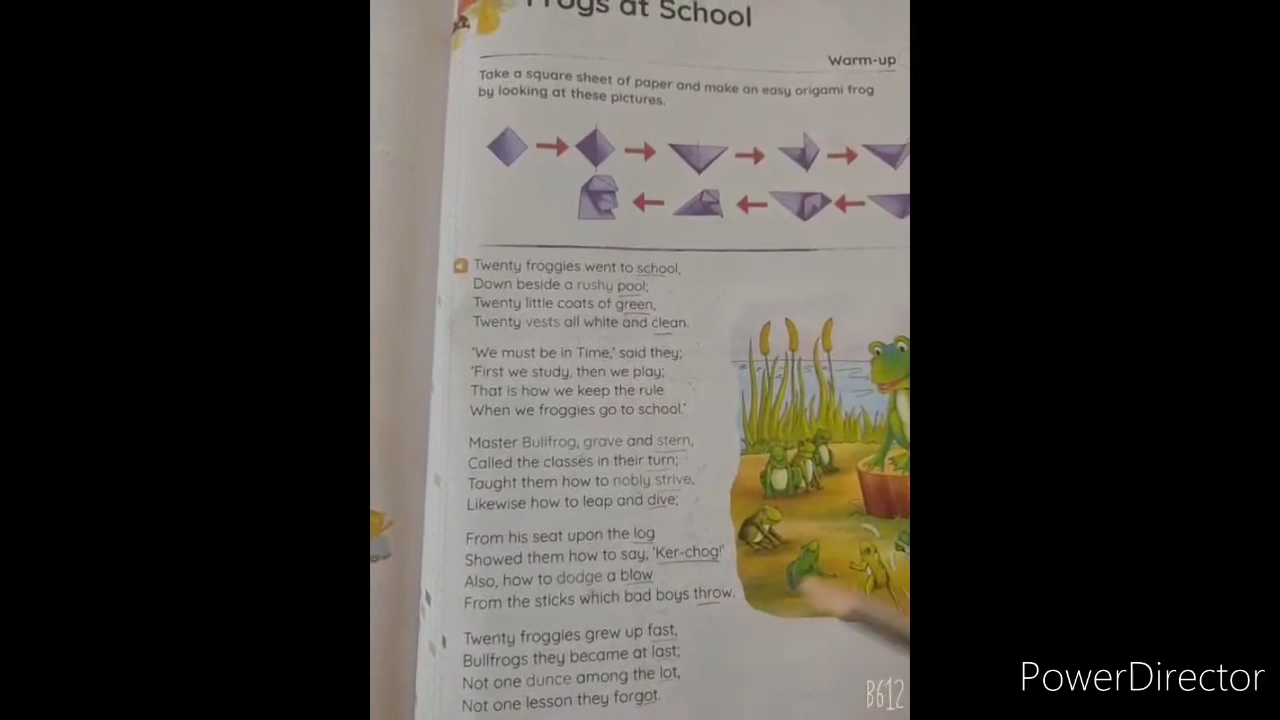 Frogs at School
Warm-up
Take a square sheet of paper and make an easy origami frog
by looking at these pictures.
Twenty froggies went to school,
Down beside a rushy pool;
Twenty little coats of green,
Twenty vests all white and clean.
'We must be in Time,' said they;
'First we study, then we play;
That is how we keep the rule
When we froggies go to school.'
Master Bullfrog, grave and stern,
Called the classes in their turn;
Taught them how to nobly strive,
Likewise how to leap and dive;
From his seat upon the log
Showed them how to say, 'Ker-chog!'
Also, how to dodge a blow
From the sticks which bad boys throw.
Twenty froggies grew up fast,
Bullfrogs they became at last;
Not one dunce among the lot,
Not one lesson they forgot.
PowerDirector
B612